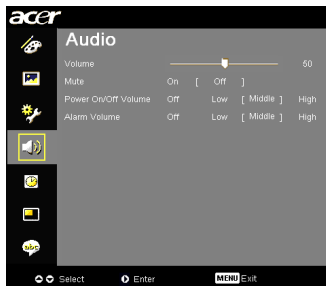 acer
Audio
Volume 50
Mute On [ Off ]
Power On/Off Volume Off Low [ Middle ] High
Alarm Volume Off Low [ Middle ] High
abc
Select Enter MENU Exit